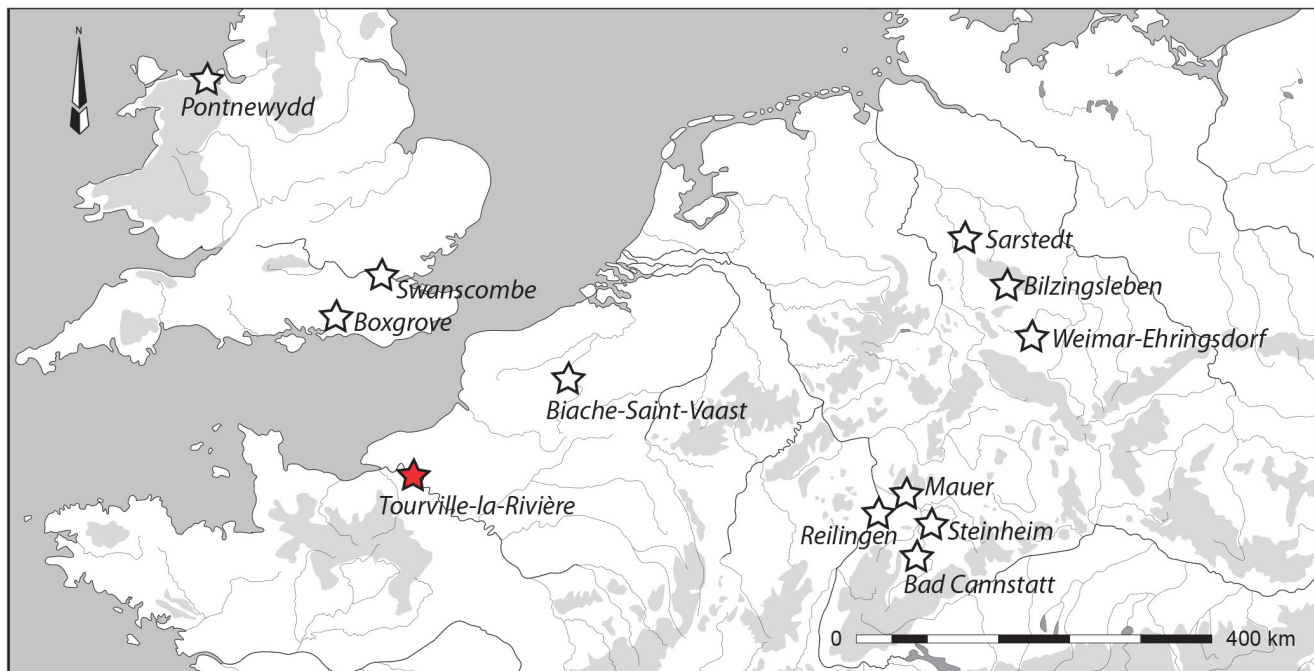 N
Pontnewydd
Sarstedt
Swanscombe
Bilzingsleben
Boxgrove
Weimar-Ehringsdorf
Biache-Saint-Vaast
Mauer
Tourville-la-Rivière
Reilingen
Steinheim
Bad Cannstatt
0 400 km